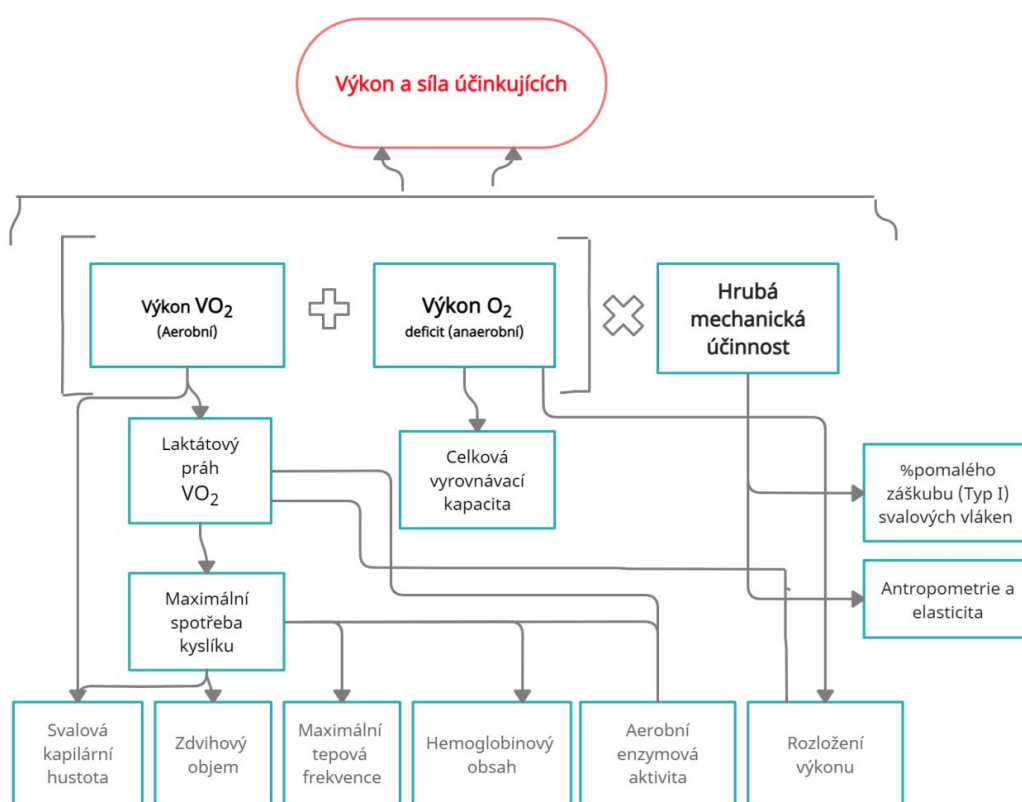 Výkon a síla účinkujících
Výkon VO₂
(Aerobní)
Výkon O₂
deficit (anaerobní)
Hrubá
mechanická
účinnost
Laktátový
práh
VO₂
Celková
vyrovnávací
kapacita
%pomalého
záškubu (Typ I)
svalových vláken
Maximální
spotřeba
kyslíku
Antropometrie a
elasticita
Svalová
kapilární
hustota
Zdvihový
objem
Maximální
tepová
frekvence
Hemoglobinový
obsah
Aerobní
enzymová
aktivita
Rozložení
výkonu